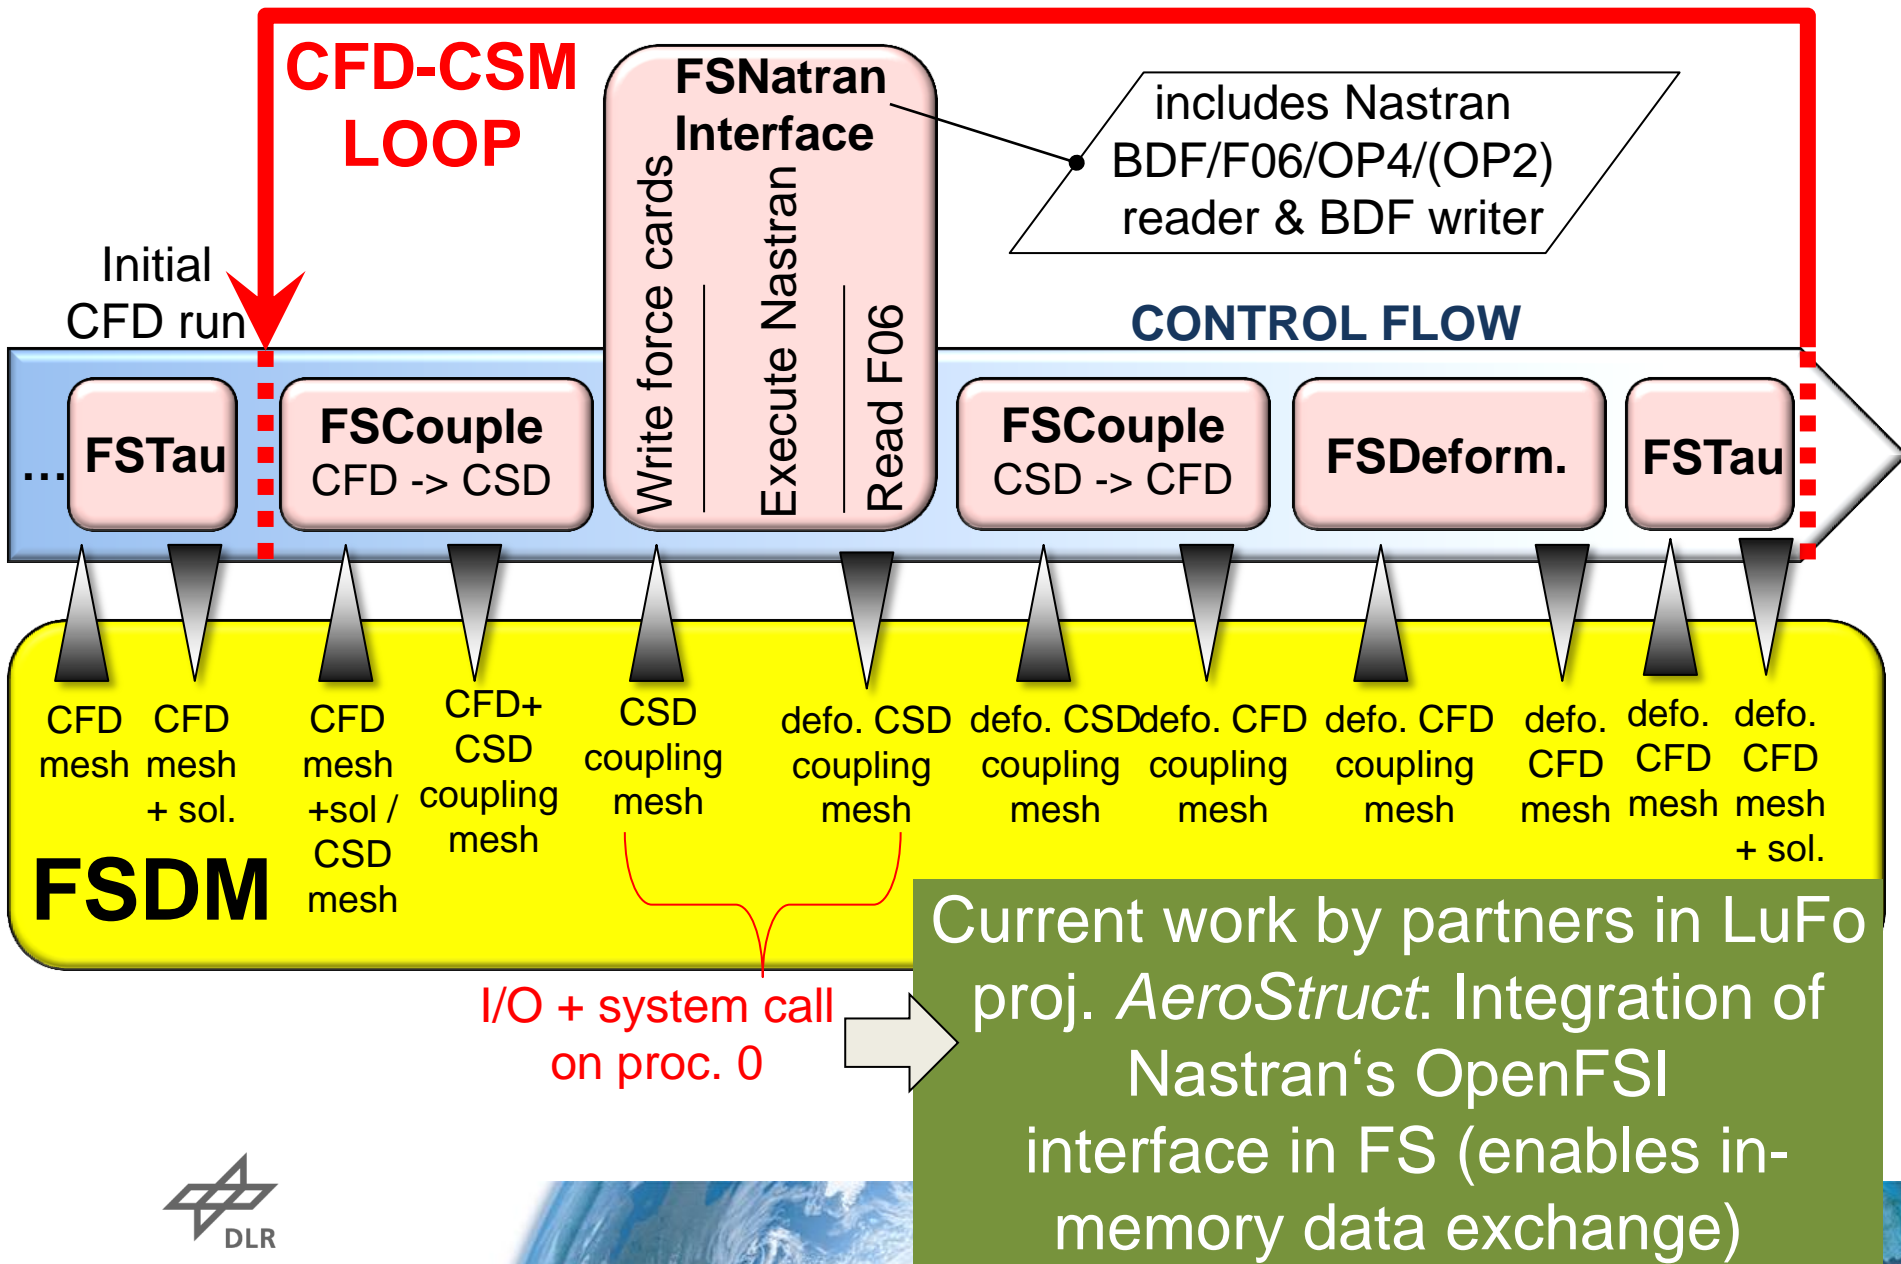 CFD-CSM
LOOP
FSNatran
Interface
Write force cards
Execute Nastran
Read F06
includes Nastran
BDF/F06/OP4/(OP2)
reader & BDF writer
Initial
CFD run
CONTROL FLOW
...
FSTau
FSCouple
CFD -> CSD
FSCouple
CSD -> CFD
FSDeform.
FSTau
CFD
mesh
CFD
mesh
+ sol.
CFD
mesh
+sol /
CSD
mesh
CFD+
CSD
coupling
mesh
CSD
coupling
mesh
defo. CSD
coupling
mesh
defo. CSD
coupling
mesh
defo. CFD
coupling
mesh
defo. CFD
coupling
mesh
defo.
CFD
mesh
defo.
CFD
mesh
defo.
CFD
mesh
+ sol.
FSDM
I/O + system call
on proc. 0
Current work by partners in LuFo
proj. AeroStruct: Integration of
Nastran‘s OpenFSI
interface in FS (enables in-
memory data exchange)
DLR